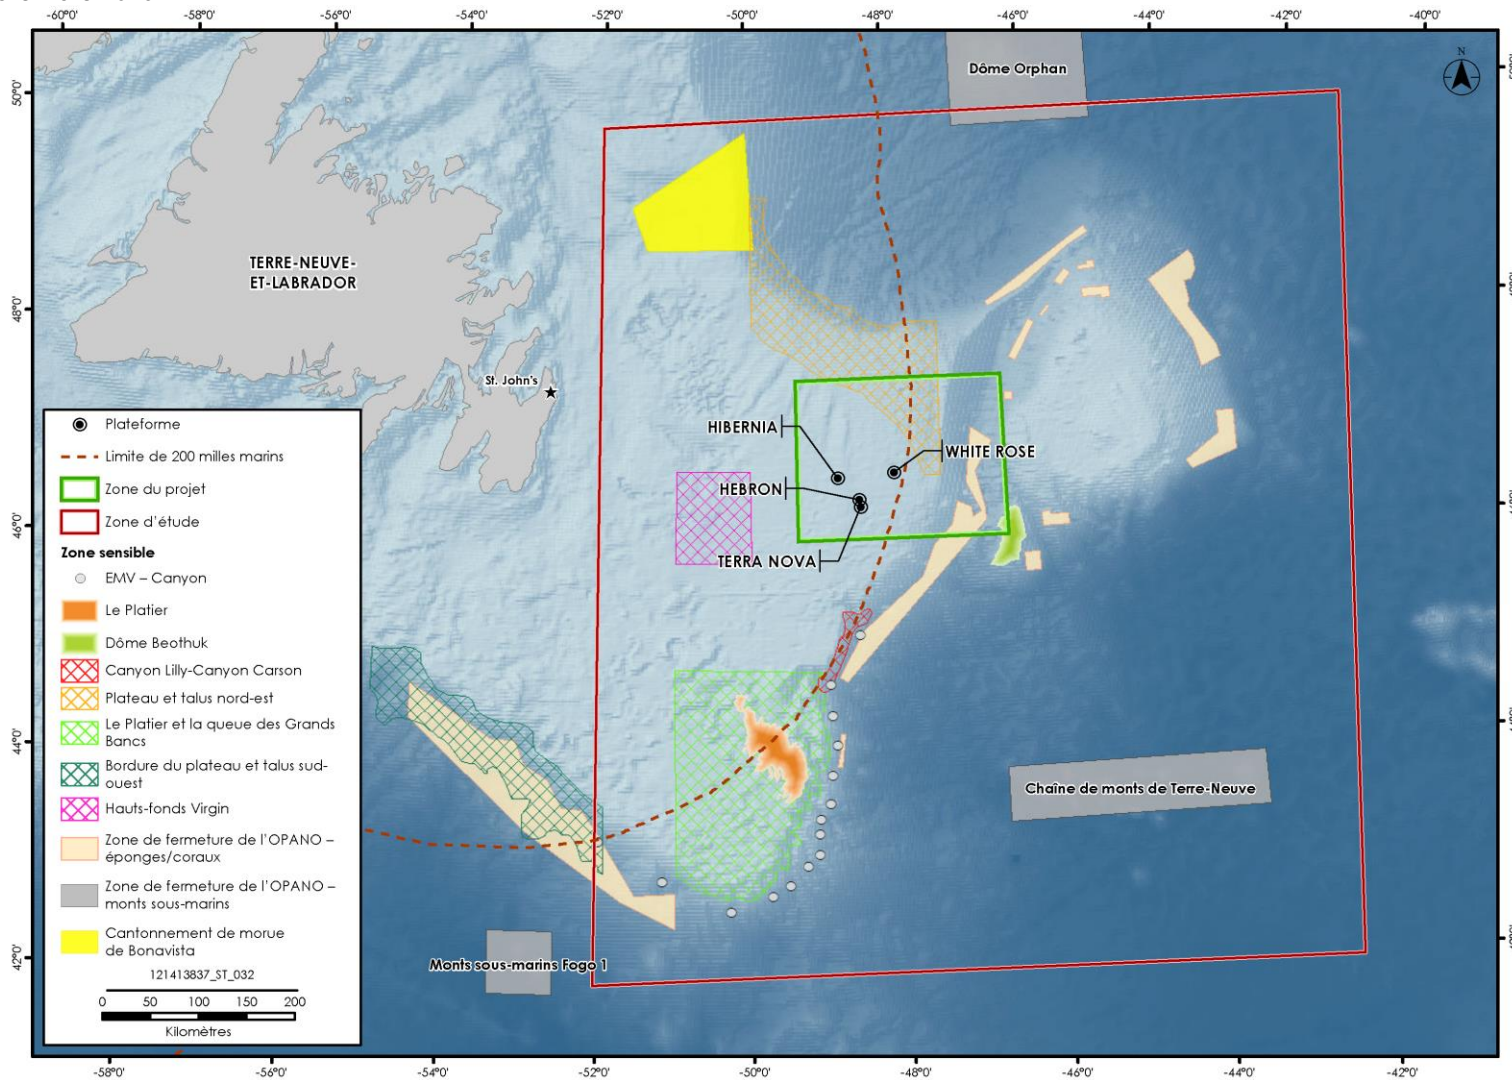 -60°0'
-58°0'
-56°0'
-54°0'
-52°0'
-50°0'
-48°0'
-46°0'
-44°0'
-42°0'
-40°0'
50°0'
48°0'
46°0'
44°0'
42°0'
N
Dôme Orphan
TERRE-NEUVE-
ET-LABRADOR
St. John's
HIBERNIA
WHITE ROSE
HEBRON
TERRA NOVA
Chaîne de monts de Terre-Neuve
Monts sous-marins Fogo 1
Plateforme
Limite de 200 milles marins
Zone du projet
Zone d'étude
Zone sensible
EMV – Canyon
Le Platier
Dôme Beothuk
Canyon Lilly-Canyon Carson
Plateau et talus nord-est
Le Platier et la queue des Grands
Bancs
Bordure du plateau et talus sud-
ouest
Hauts-fonds Virgin
Zone de fermeture de l'OPANO –
éponges/coraux
Zone de fermeture de l'OPANO –
monts sous-marins
Cantonnement de morue
de Bonavista
121413837_ST_032
0 50 100 150 200
Kilomètres
-58°0'
-56°0'
-54°0'
-52°0'
-50°0'
-48°0'
-46°0'
-44°0'
-42°0'